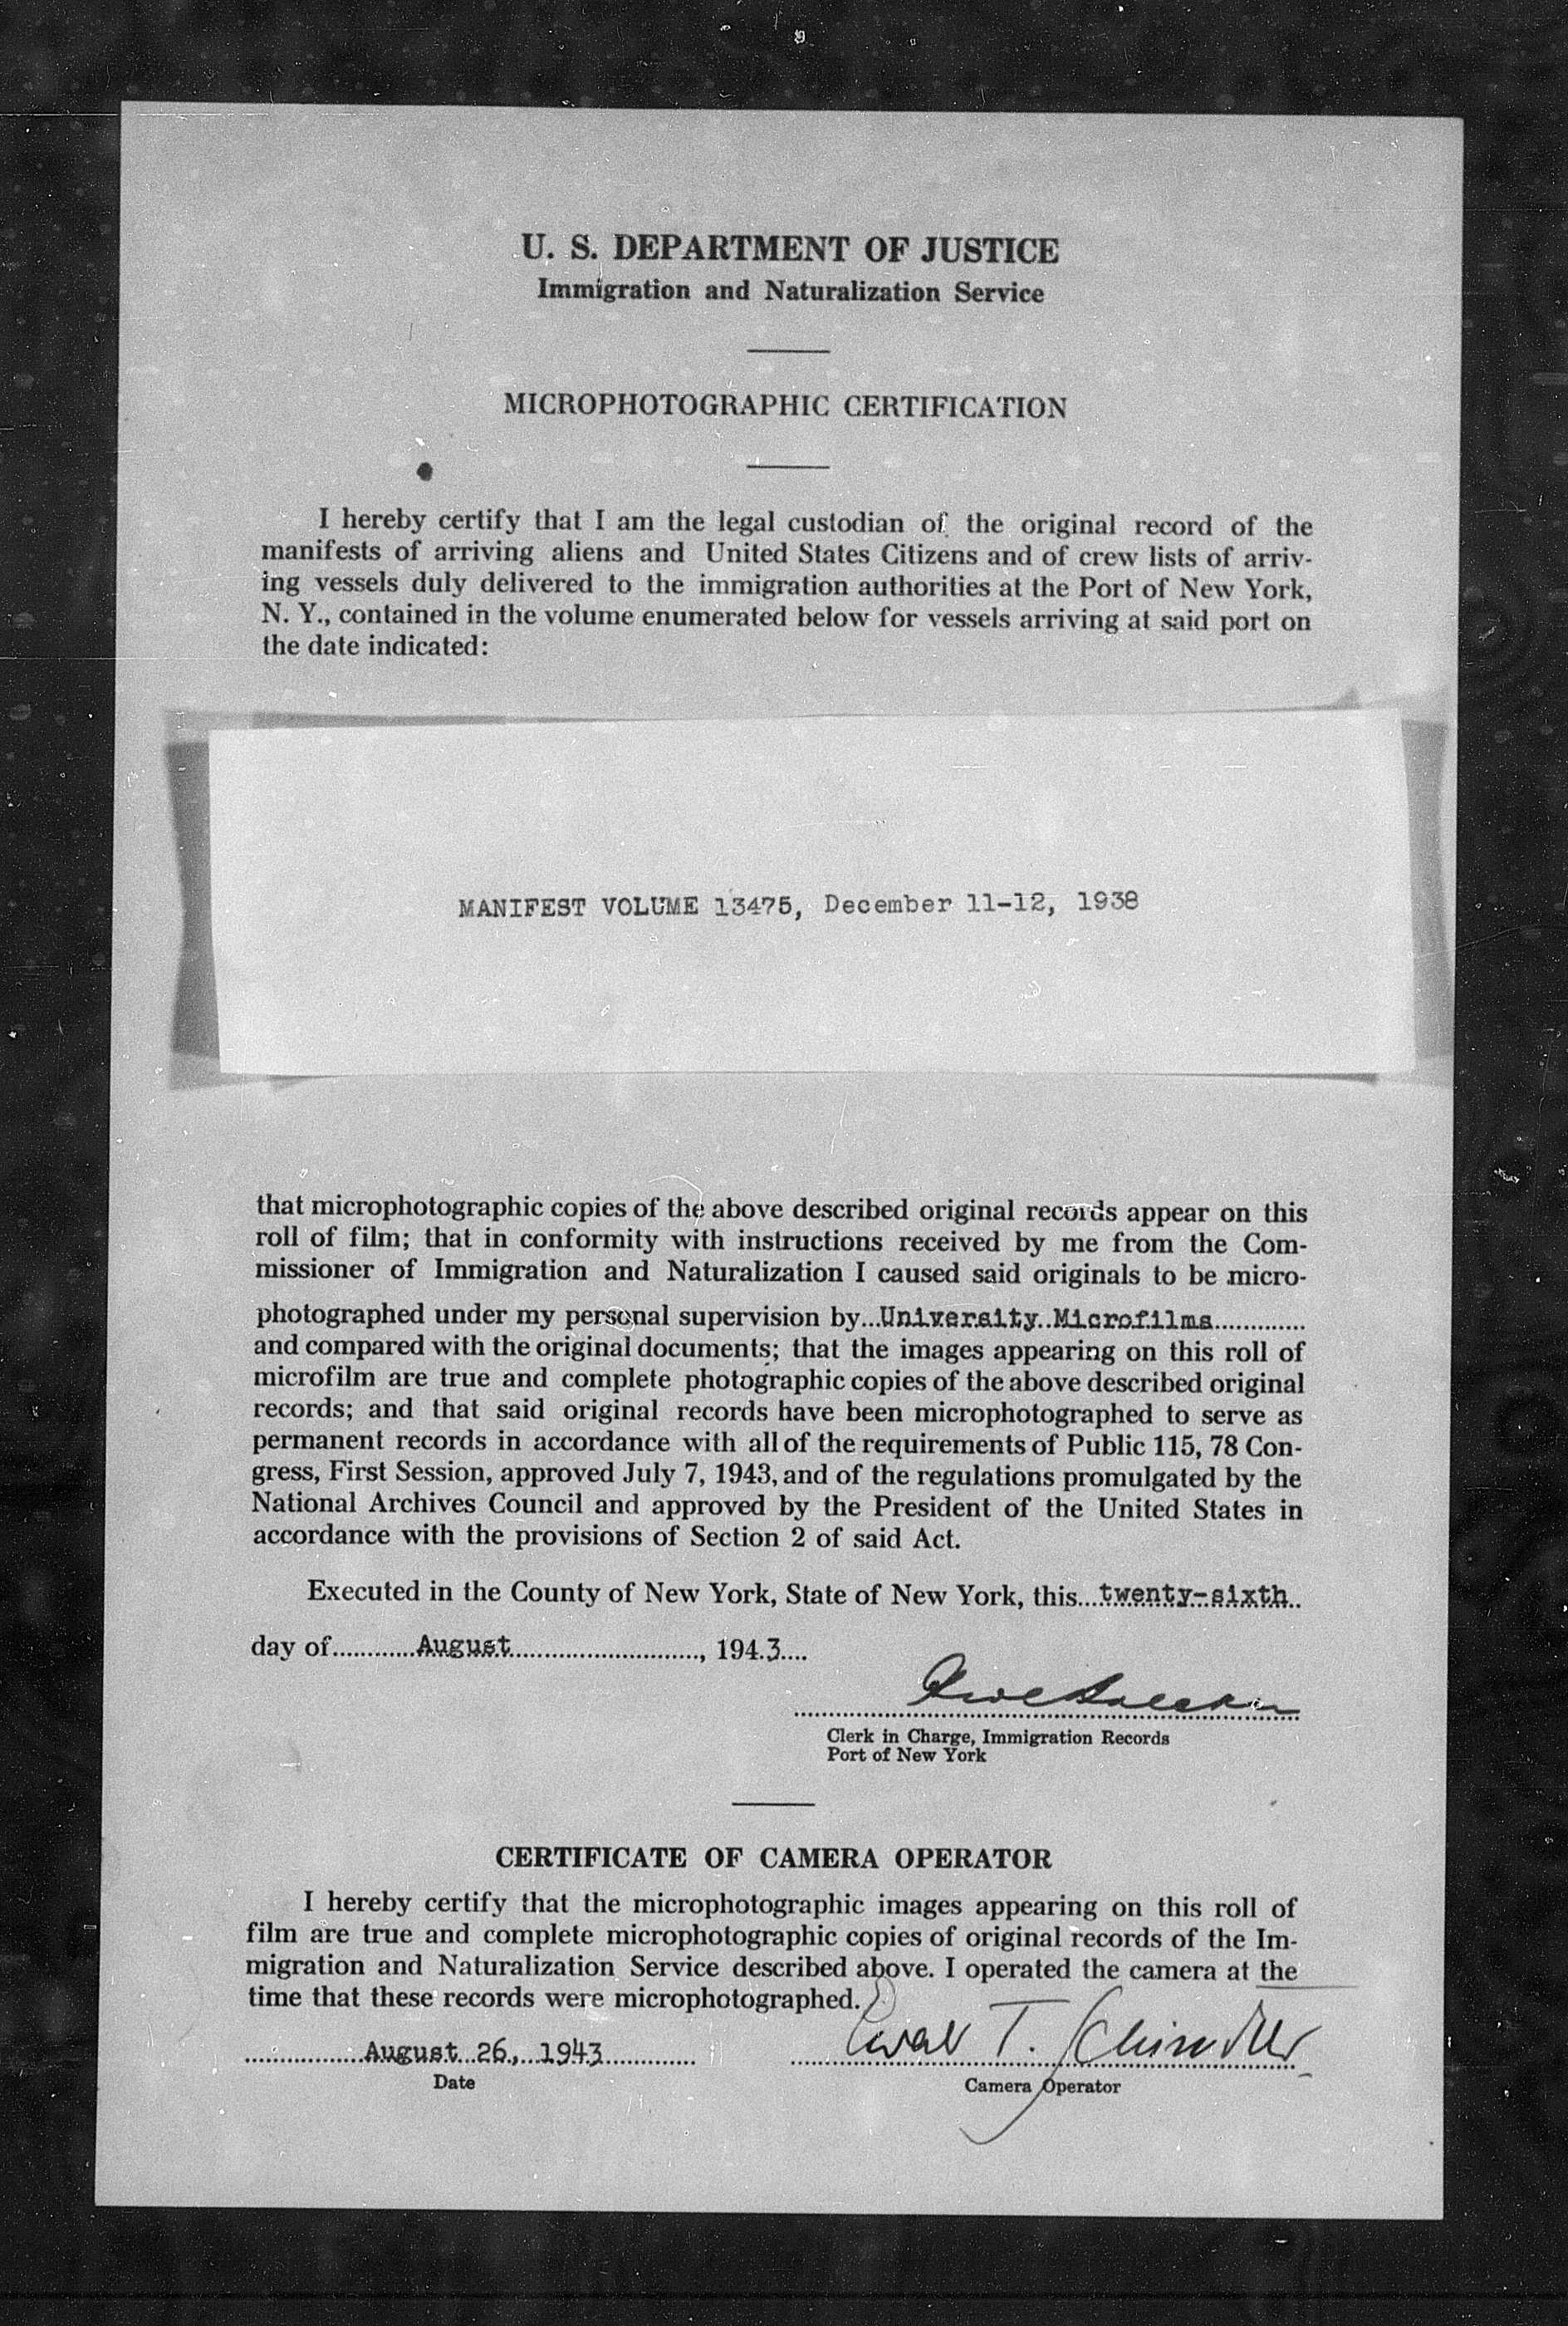 U. S. DEPARTMENT OF JUSTICE
Immigration and Naturalization Service
MICROPHOTOGRAPHIC CERTIFICATION
I hereby certify that I am the legal custodian of the original record of the
manifests of arriving aliens and United States Citizens and of crew lists of arriv-
ing vessels duly delivered to the immigration authorities at the Port of New York,
N. Y., contained in the volume enumerated below for vessels arriving at said port on
the date indicated:
MANIFEST VOLUME 13475, December 11-12, 1938
that microphotographic copies of the above described original records appear on this
roll of film; that in conformity with instructions received by me from the Com-
missioner of Immigration and Naturalization I caused said originals to be micro-
photographed under my personal supervision by...University Microfilms.............
and compared with the original documents; that the images appearing on this roll of
microfilm are true and complete photographic copies of the above described original
records; and that said original records have been microphotographed to serve as
permanent records in accordance with all of the requirements of Public 115, 78 Con-
gress, First Session, approved July 7, 1943, and of the regulations promulgated by the
National Archives Council and approved by the President of the United States in
accordance with the provisions of Section 2 of said Act.
Executed in the County of New York, State of New York, this...twenty-sixth..
day of............August..............................., 194.3....
Clerk in Charge, Immigration Records
Port of New York
CERTIFICATE OF CAMERA OPERATOR
I hereby certify that the microphotographic images appearing on this roll of
film are true and complete microphotographic copies of original records of the Im-
migration and Naturalization Service described above. I operated the camera at the
time that these records were microphotographed.
T. Schindler
August 26, 1943
Date
Camera Operator